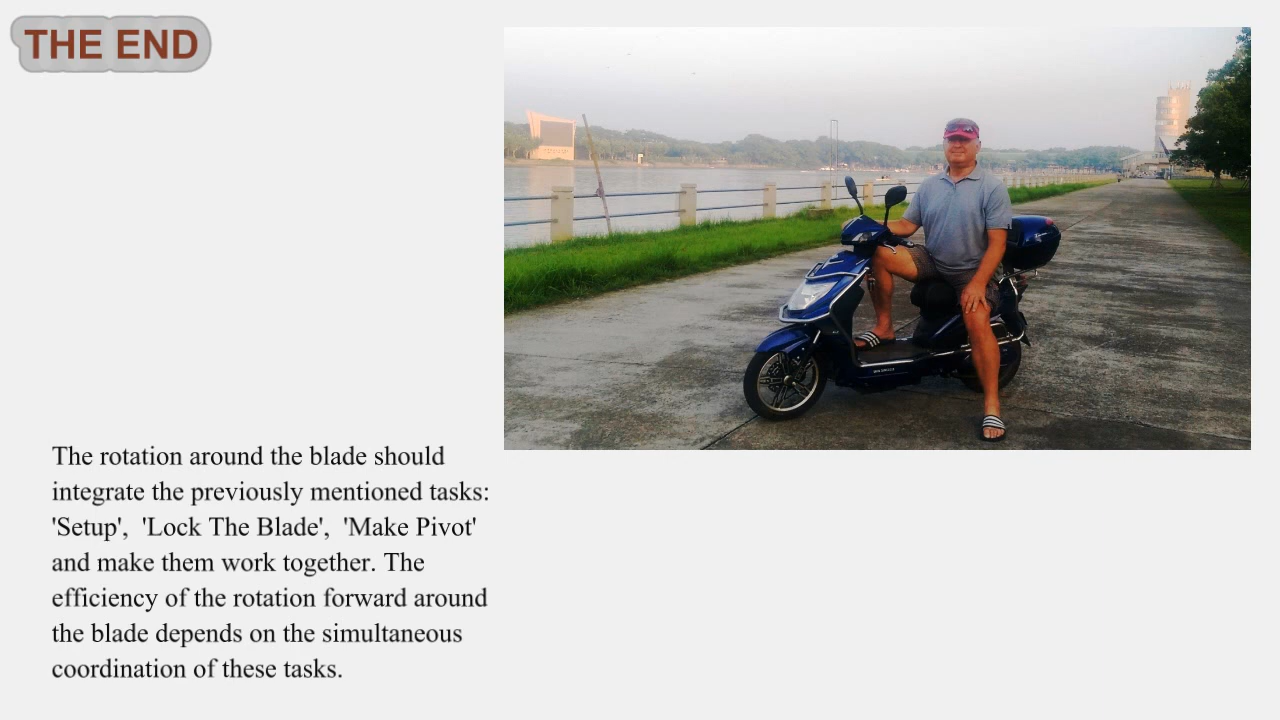 THE END
The rotation around the blade should
integrate the previously mentioned tasks:
'Setup',  'Lock The Blade',  'Make Pivot'
and make them work together. The
efficiency of the rotation forward around
the blade depends on the simultaneous
coordination of these tasks.